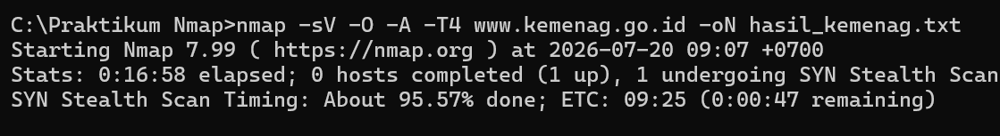 C:\Praktikum Nmap>nmap -sV -O -A -T4 www.kemenag.go.id -oN hasil_kemenag.txt
Starting Nmap 7.99 ( https://nmap.org ) at 2026-07-20 09:07 +0700
Stats: 0:16:58 elapsed; 0 hosts completed (1 up), 1 undergoing SYN Stealth Scan
SYN Stealth Scan Timing: About 95.57% done; ETC: 09:25 (0:00:47 remaining)